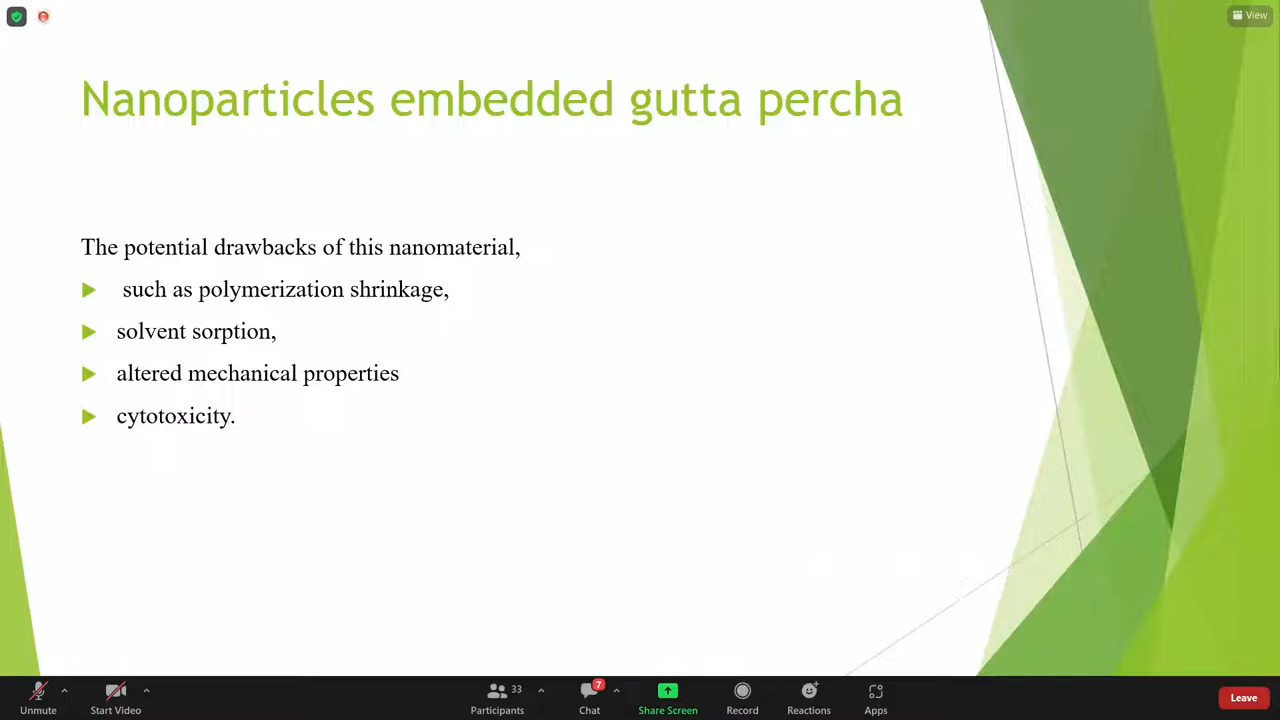 View
Nanoparticles embedded gutta percha
The potential drawbacks of this nanomaterial,
such as polymerization shrinkage,
solvent sorption,
altered mechanical properties
cytotoxicity.
Unmute
Start Video
33
Participants
7
Chat
Share Screen
Record
Reactions
Apps
Leave